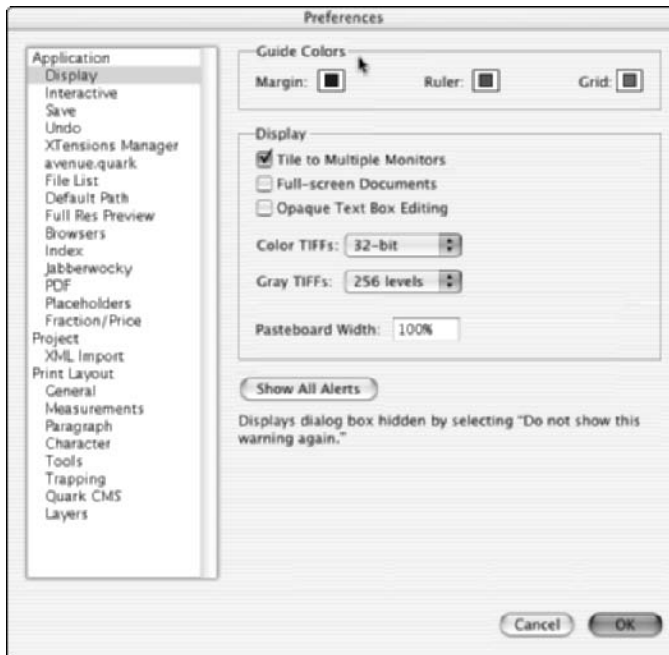 Preferences
Application
Display
Interactive
Save
Undo
XTensions Manager
avenue.quark
File List
Default Path
Full Res Preview
Browsers
Index
Jabberwocky
PDF
Placeholders
Fraction/Price
Project
XML Import
Print Layout
General
Measurements
Paragraph
Character
Tools
Trapping
Quark CMS
Layers
Guide Colors
Margin: Ruler: Grid:
Display
Tile to Multiple Monitors
Full-screen Documents
Opaque Text Box Editing
Color TIFFs: 32-bit
Gray TIFFs: 256 levels
Pasteboard Width: 100%
Show All Alerts
Displays dialog box hidden by selecting "Do not show this
warning again."
Cancel OK